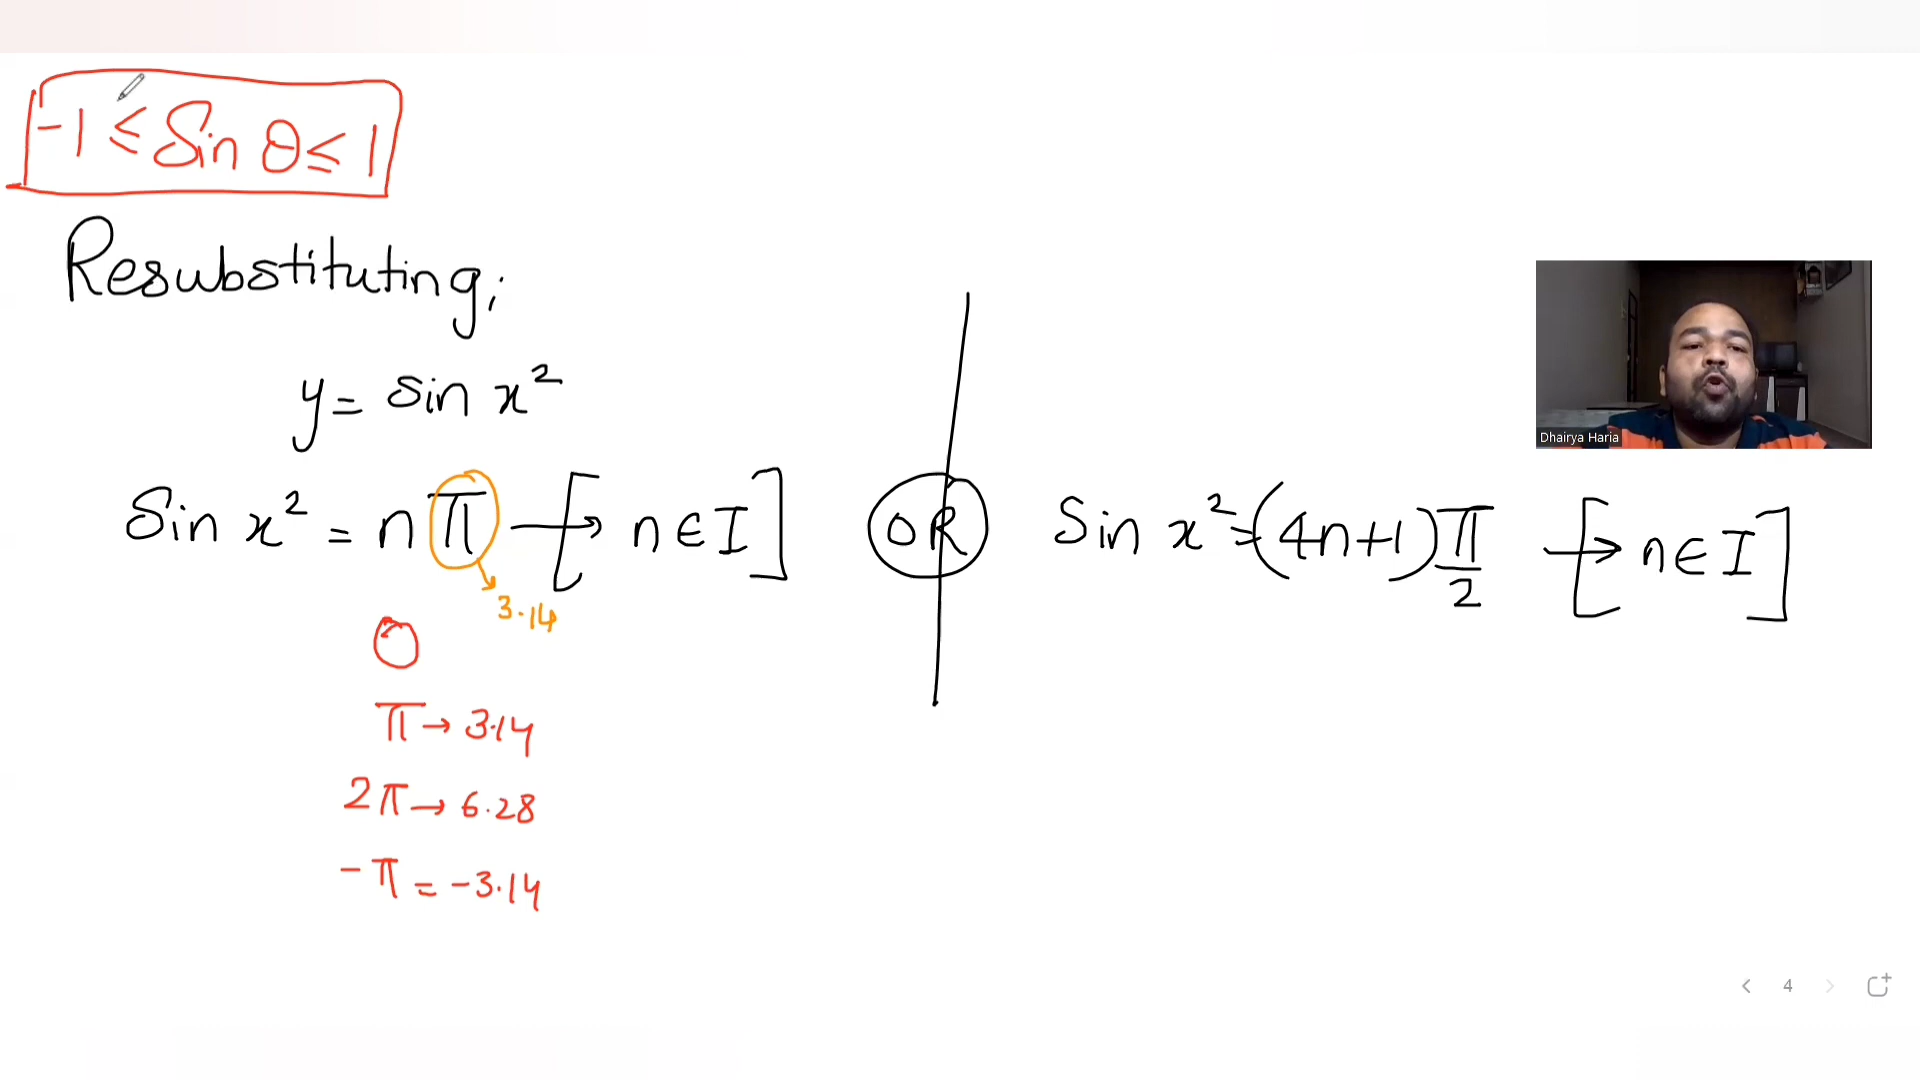 -1 ≤ Sin θ ≤ 1
Resubstituting;
y = sin x²
Sin x² = nπ → [n ∈ I]
OR
Sin x² = (4n+1)π/2 → [n ∈ I]
3.14
0
π → 3.14
2π → 6.28
-π = -3.14
Dhairya Haria
4